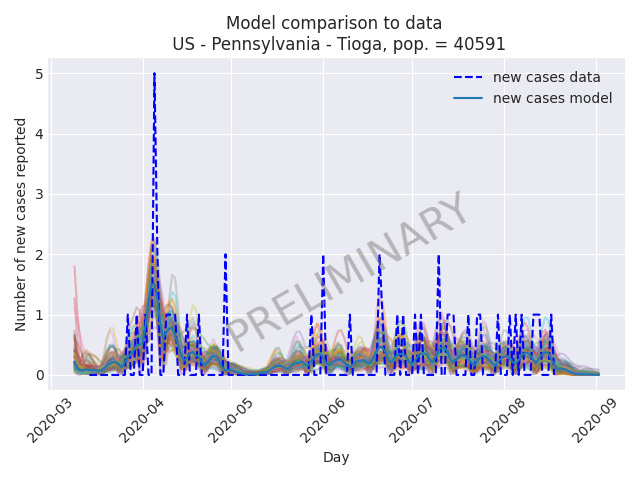 Model comparison to data
US - Pennsylvania - Tioga, pop. = 40591
new cases data
new cases model
Number of new cases reported
5
4
3
2
1
0
PRELIMINARY
2020-03
2020-04
2020-05
2020-06
2020-07
2020-08
2020-09
Day